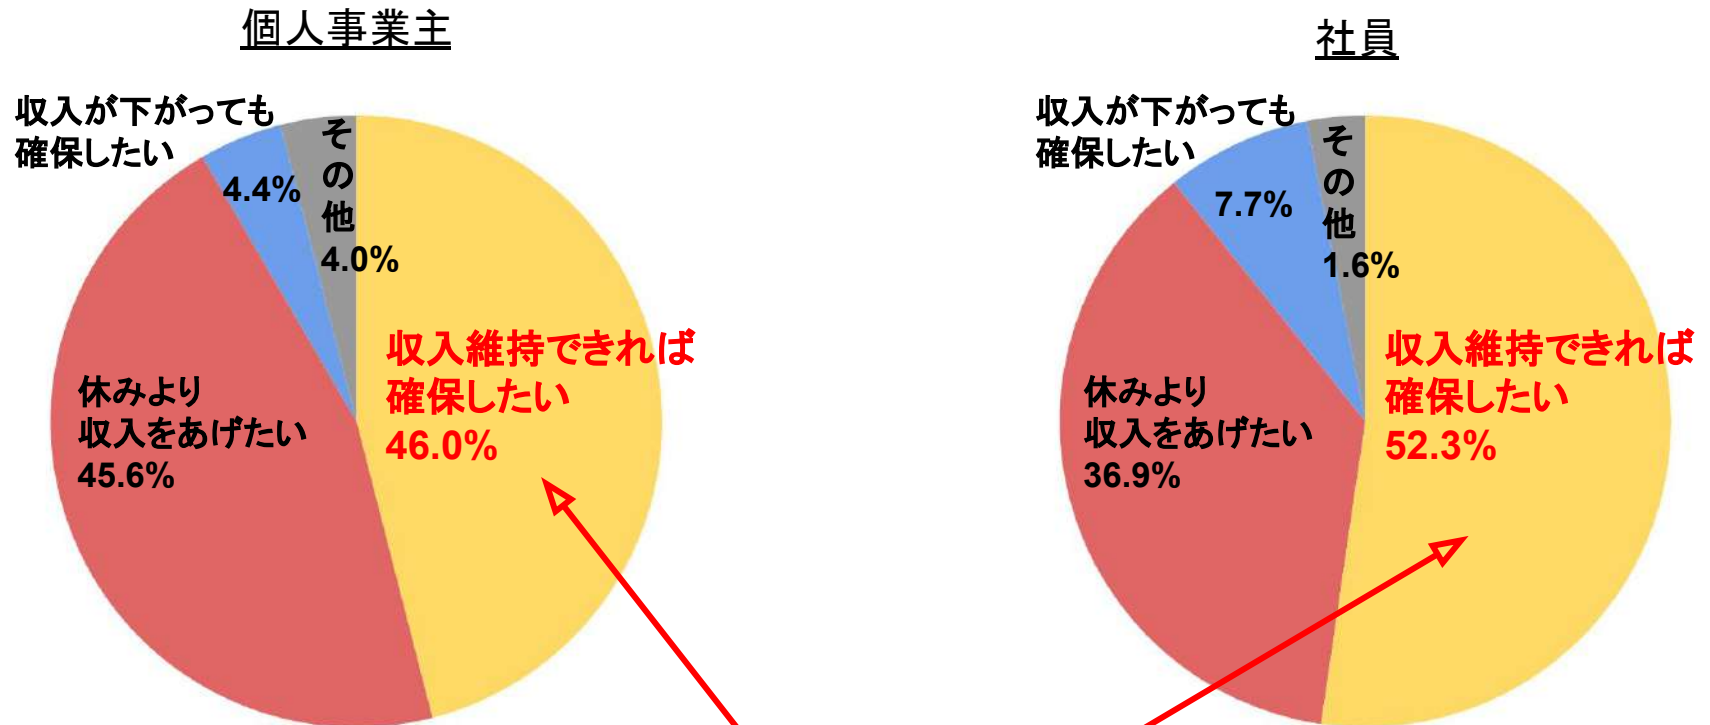 個人事業主
収入が下がっても
確保したい
4.4%
その他
4.0%
収入維持できれば
確保したい
46.0%
休みより
収入をあげたい
45.6%
社員
収入が下がっても
確保したい
7.7%
その他
1.6%
収入維持できれば
確保したい
52.3%
休みより
収入をあげたい
36.9%